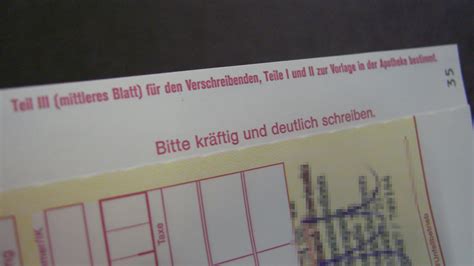 Teil III (mittleres Blatt) für den Verschreibenden, Teile I und II zur Vorlage in der Apotheke bestimmt.
35
Bitte kräftig und deutlich schreiben.
Taxe